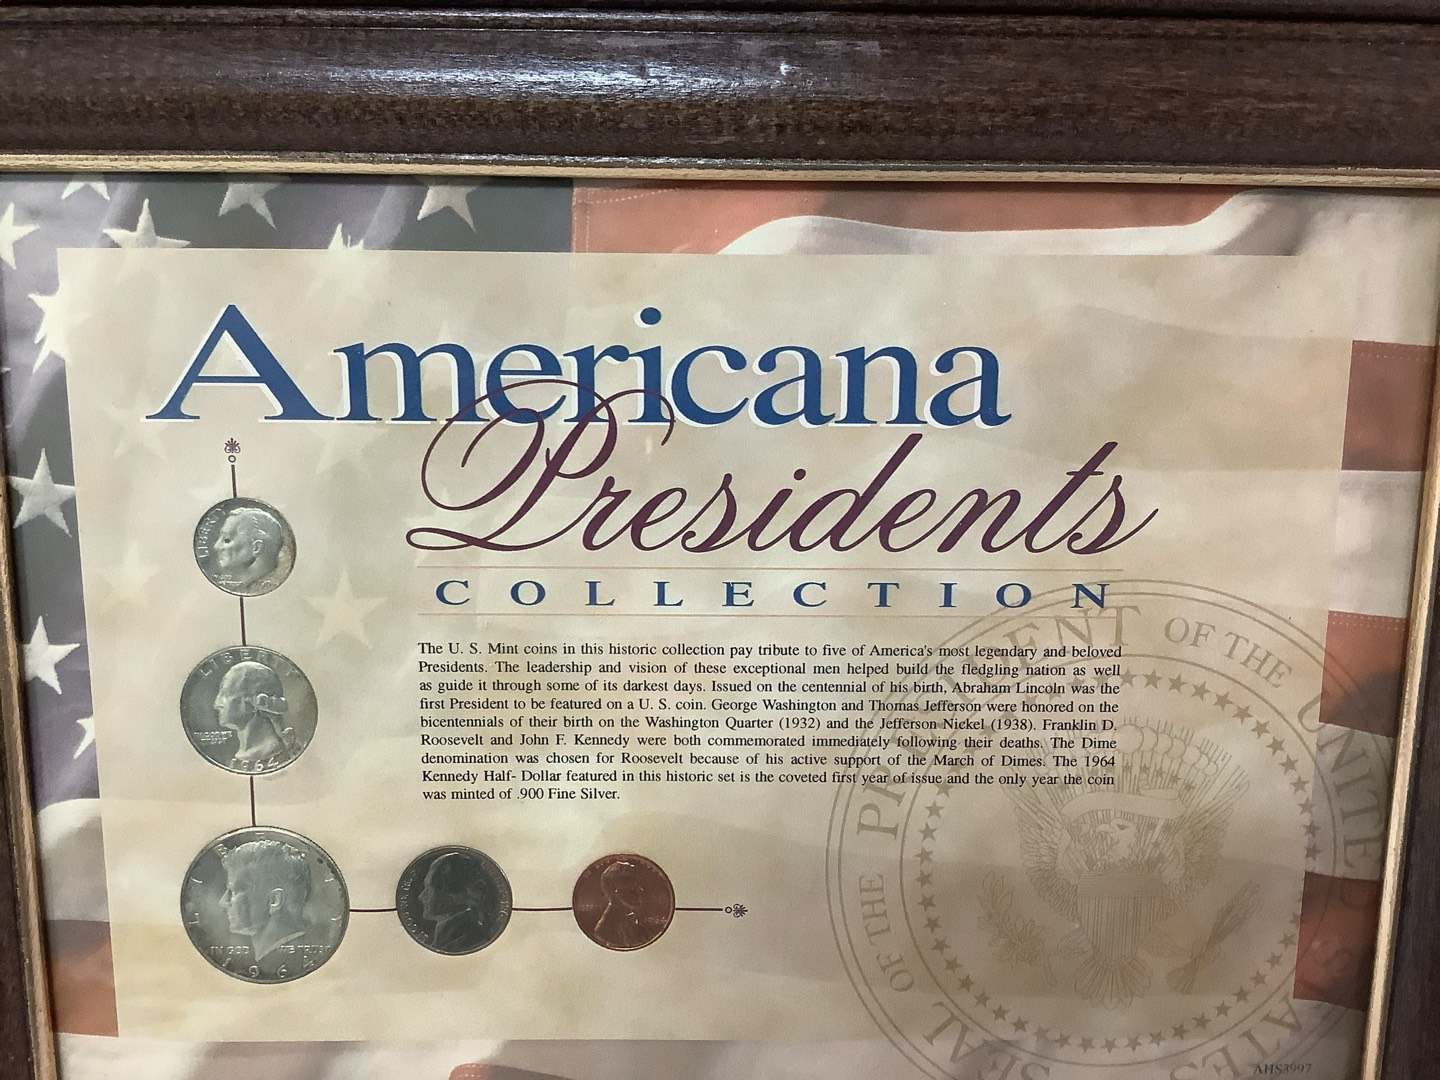 Americana
Presidents
COLLECTION
The U. S. Mint coins in this historic collection pay tribute to five of America's most legendary and beloved
Presidents. The leadership and vision of these exceptional men helped build the fledgling nation as well
as guide it through some of its darkest days. Issued on the centennial of his birth, Abraham Lincoln was the
first President to be featured on a U. S. coin. George Washington and Thomas Jefferson were honored on the
bicentennials of their birth on the Washington Quarter (1932) and the Jefferson Nickel (1938). Franklin D.
Roosevelt and John F. Kennedy were both commemorated immediately following their deaths. The Dime
denomination was chosen for Roosevelt because of his active support of the March of Dimes. The 1964
Kennedy Half- Dollar featured in this historic set is the coveted first year of issue and the only year the coin
was minted of .900 Fine Silver.
LIBERTY
LIBERTY
1964
LIBERTY
IN GOD WE TRUST
1964
SEAL OF THE PRESIDENT OF THE UNITED STATES
AHS3997